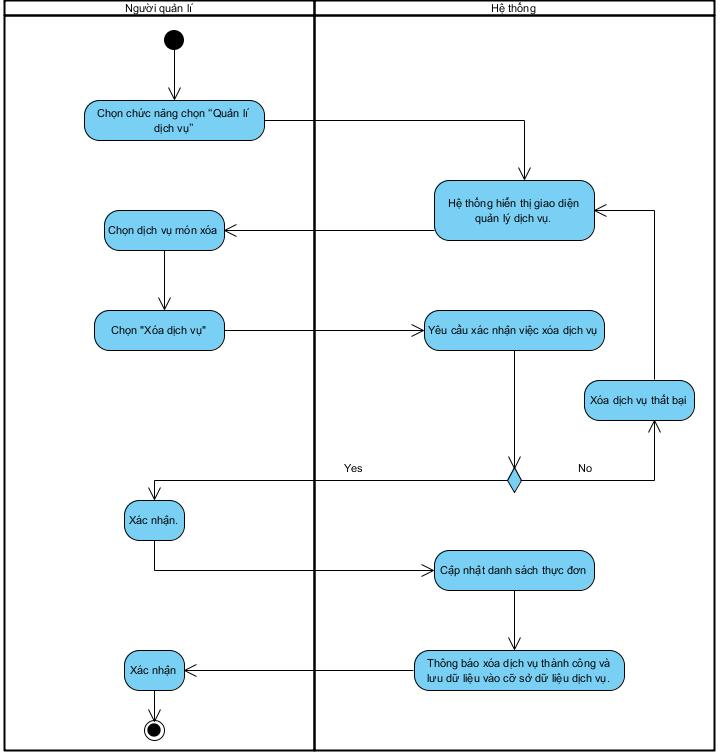 Người quản lí
Hệ thống
Chọn chức năng chọn "Quản lí
dịch vụ"
Hệ thống hiển thị giao diện
quản lý dịch vụ.
Chọn dịch vụ món xóa
Chọn "Xóa dịch vụ"
Yêu cầu xác nhận việc xóa dịch vụ
Xóa dịch vụ thất bại
Yes
No
Xác nhận.
Cập nhật danh sách thực đơn
Thông báo xóa dịch vụ thành công và
lưu dữ liệu vào cỡ sở dữ liệu dịch vụ.
Xác nhận